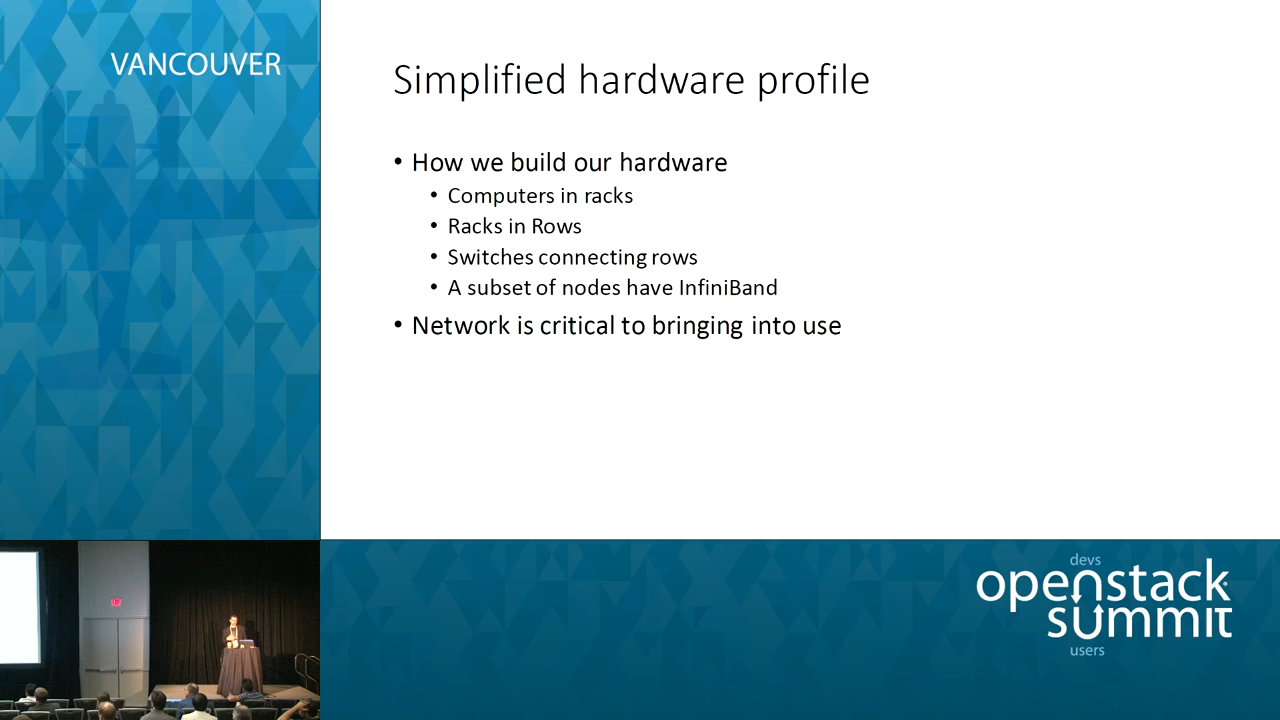 VANCOUVER
Simplified hardware profile
• How we build our hardware
• Computers in racks
• Racks in Rows
• Switches connecting rows
• A subset of nodes have InfiniBand
• Network is critical to bringing into use
devs
openstack
summit
users